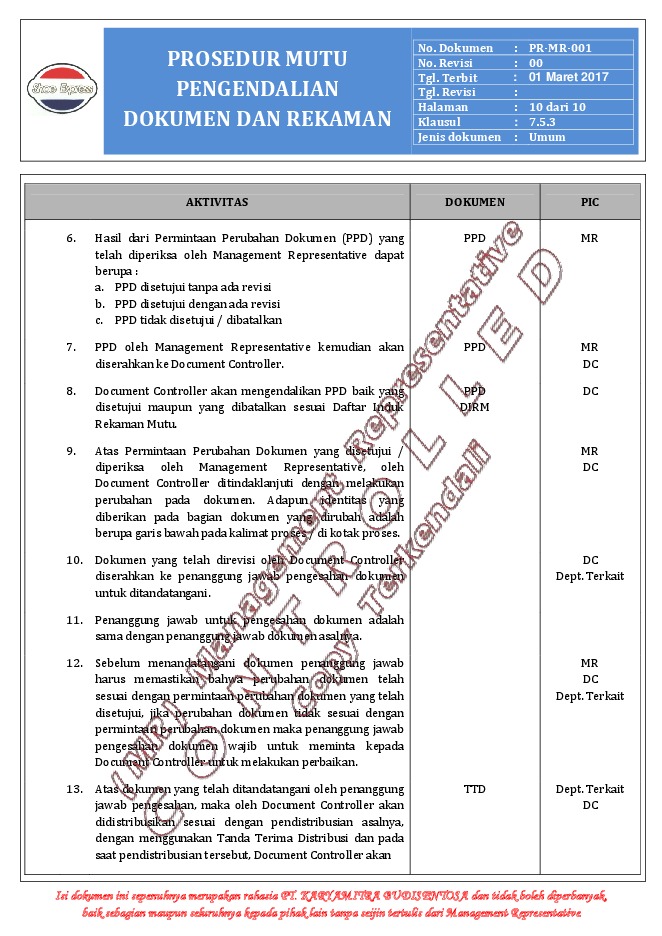 Shoes Express
PROSEDUR MUTU
PENGENDALIAN
DOKUMEN DAN REKAMAN
No. Dokumen : PR-MR-001
No. Revisi : 00
Tgl. Terbit : 01 Maret 2017
Tgl. Revisi :
Halaman : 10 dari 10
Klausul : 7.5.3
Jenis dokumen : Umum
AKTIVITAS DOKUMEN PIC
6. Hasil dari Permintaan Perubahan Dokumen (PPD) yang PPD MR
telah diperiksa oleh Management Representative dapat
berupa :
a. PPD disetujui tanpa ada revisi
b. PPD disetujui dengan ada revisi
c. PPD tidak disetujui / dibatalkan
7. PPD oleh Management Representative kemudian akan PPD MR
diserahkan ke Document Controller. DC
8. Document Controller akan mengendalikan PPD baik yang PPD DC
disetujui maupun yang dibatalkan sesuai Daftar Induk DIRM
Rekaman Mutu.
9. Atas Permintaan Perubahan Dokumen yang disetujui / MR
diperiksa oleh Management Representative, oleh DC
Document Controller ditindaklanjuti dengan melakukan
perubahan pada dokumen. Adapun identitas yang
diberikan pada bagian dokumen yang dirubah adalah
berupa garis bawah pada kalimat proses / di kotak proses.
10. Dokumen yang telah direvisi oleh Document Controller DC
diserahkan ke penanggung jawab pengesahan dokumen Dept. Terkait
untuk ditandatangani.
11. Penanggung jawab untuk pengesahan dokumen adalah
sama dengan penanggung jawab dokumen asalnya.
12. Sebelum menandatangani dokumen penanggung jawab MR
harus memastikan bahwa perubahan dokumen telah DC
sesuai dengan permintaan perubahan dokumen yang telah Dept. Terkait
disetujui, jika perubahan dokumen tidak sesuai dengan
permintaan perubahan dokumen maka penanggung jawab
pengesahan dokumen wajib untuk meminta kepada
Document Controller untuk melakukan perbaikan.
13. Atas dokumen yang telah ditandatangani oleh penanggung TTD Dept. Terkait
jawab pengesahan, maka oleh Document Controller akan DC
didistribusikan sesuai dengan pendistribusian asalnya,
dengan menggunakan Tanda Terima Distribusi dan pada
saat pendistribusian tersebut, Document Controller akan
(MR) Management Representative
CONTROLLED
Copy Terkendali
Isi dokumen ini sepenuhnya merupakan rahasia PT. KARYAMITRA BUDISENTOSA dan tidak boleh diperbanyak,
baik sebagian maupun seluruhnya kepada pihak lain tanpa seijin tertulis dari Management Representative